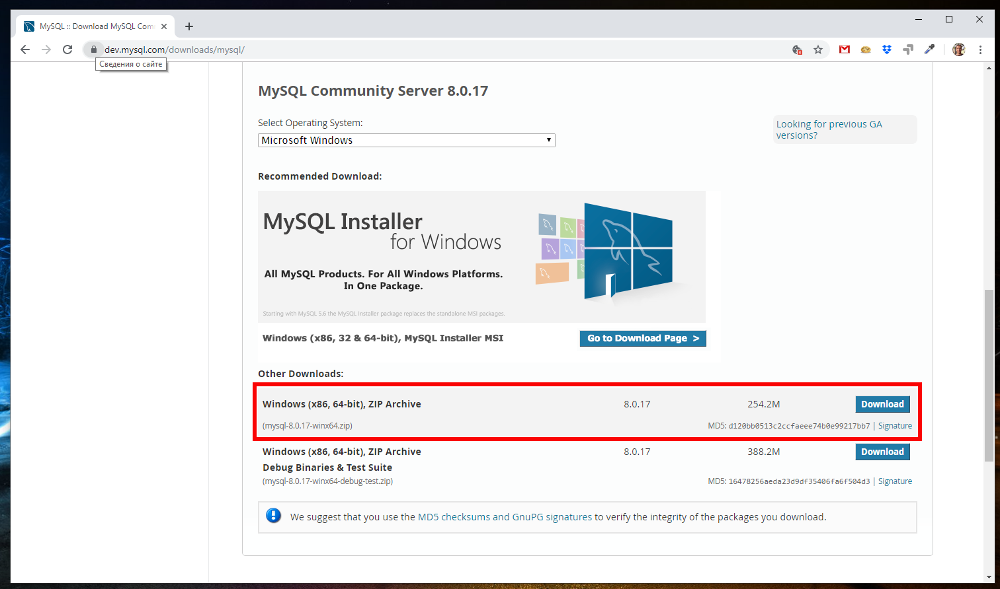 MySQL :: Download MySQL Com
dev.mysql.com/downloads/mysql/
Сведения о сайте
MySQL Community Server 8.0.17
Select Operating System:
Microsoft Windows
Looking for previous GA
versions?
Recommended Download:
MySQL Installer
for Windows
All MySQL Products. For All Windows Platforms.
In One Package.
Starting with MySQL 5.6 the MySQL Installer package replaces the standalone MSI packages.
Windows (x86, 32 & 64-bit), MySQL Installer MSI
Go to Download Page >
Other Downloads:
Windows (x86, 64-bit), ZIP Archive 8.0.17 254.2M Download
(mysql-8.0.17-winx64.zip) MD5: d120bb0513c2ccfaeee74b0e99217bb7 | Signature
Windows (x86, 64-bit), ZIP Archive 8.0.17 388.2M Download
Debug Binaries & Test Suite
(mysql-8.0.17-winx64-debug-test.zip) MD5: 16478256aeda23d9df35406fa6f504d3 | Signature
We suggest that you use the MD5 checksums and GnuPG signatures to verify the integrity of the packages you download.